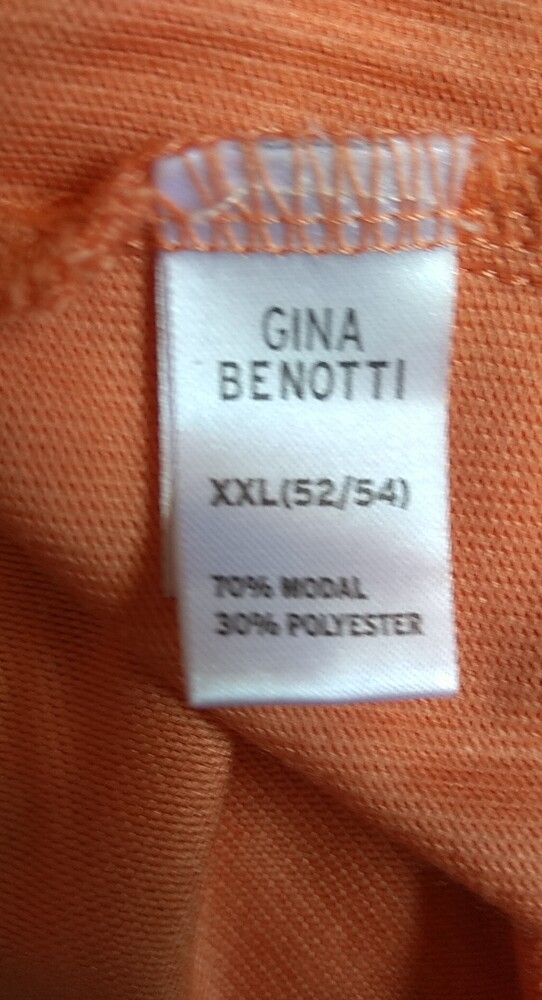 GINA
BENOTTI
XXL(52/54)
70% MODAL
30% POLYESTER